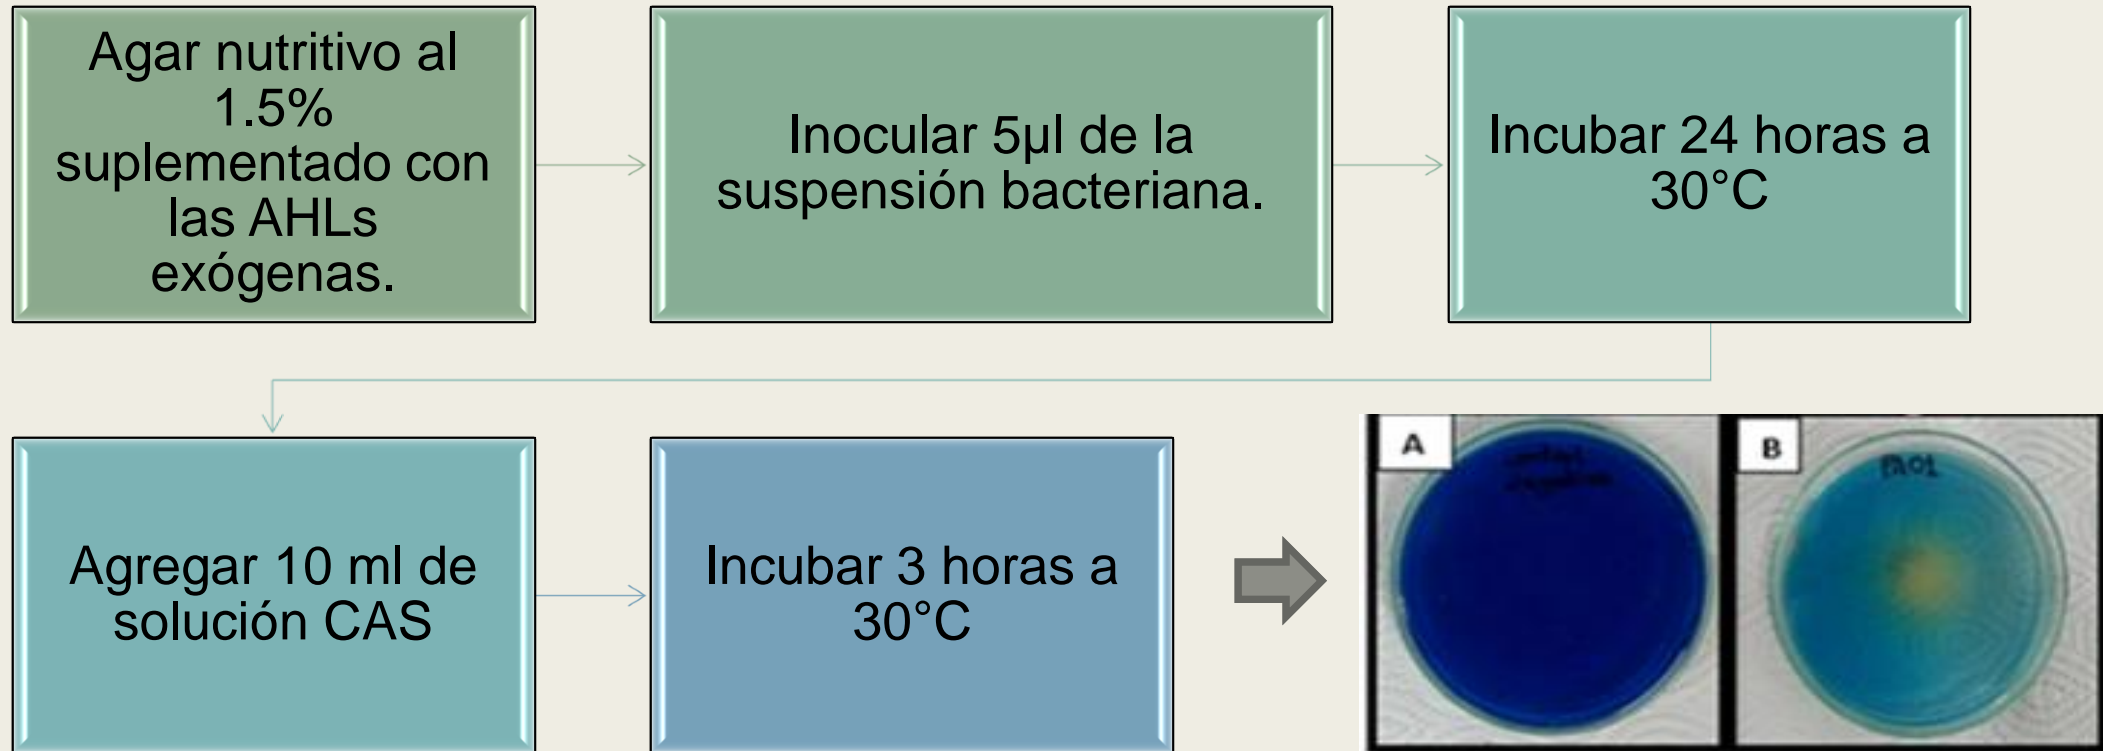 Agar nutritivo al
1.5%
suplementado con
las AHLs
exógenas.
Inocular 5µl de la
suspensión bacteriana.
Incubar 24 horas a
30°C
Agregar 10 ml de
solución CAS
Incubar 3 horas a
30°C
A
B
PAO1